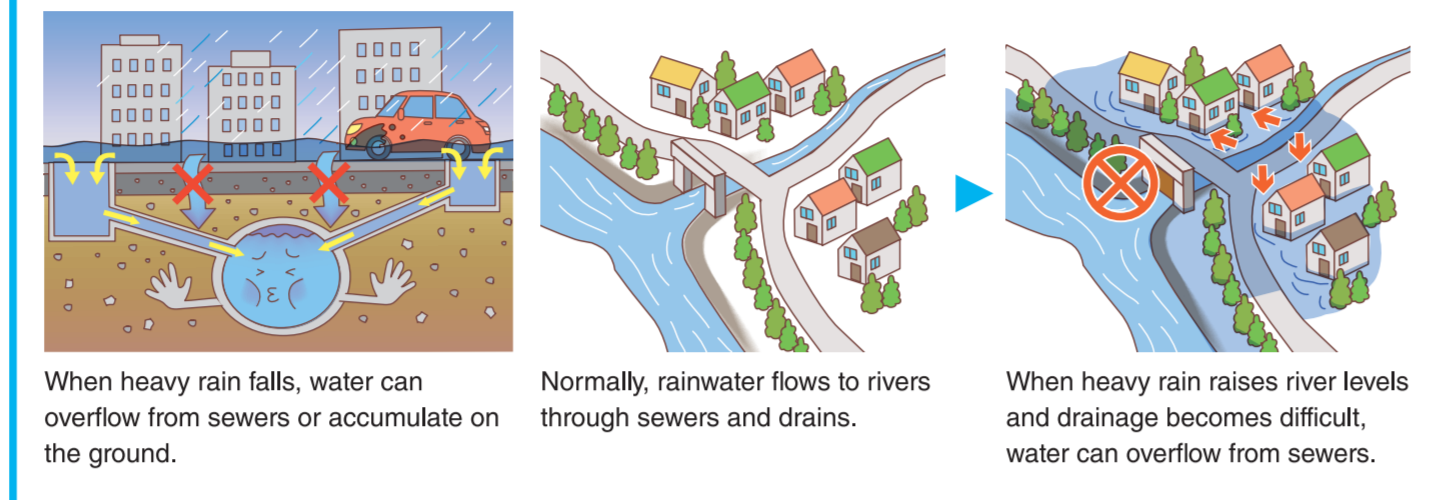 When heavy rain falls, water can
overflow from sewers or accumulate on
the ground.
Normally, rainwater flows to rivers
through sewers and drains.
When heavy rain raises river levels
and drainage becomes difficult,
water can overflow from sewers.